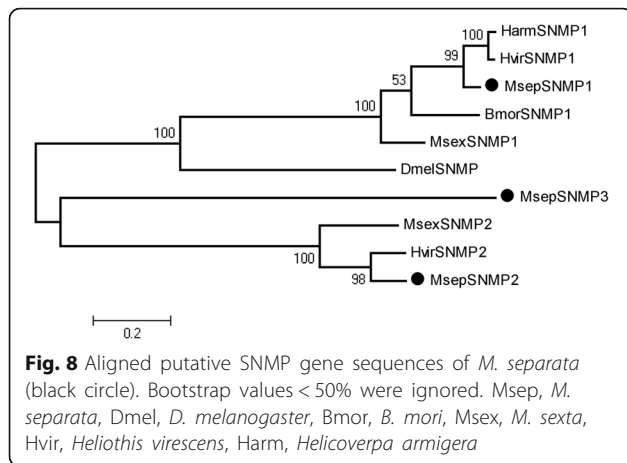 100
HarmSNMP1
99
HvirSNMP1
53
MsepSNMP1
100
BmorSNMP1
100
MsexSNMP1
DmelSNMP
MsepSNMP3
MsexSNMP2
100
HvirSNMP2
98
MsepSNMP2
0.2
Fig. 8 Aligned putative SNMP gene sequences of M. separata
(black circle). Bootstrap values < 50% were ignored. Msep, M.
separata, Dmel, D. melanogaster, Bmor, B. mori, Msex, M. sexta,
Hvir, Heliothis virescens, Harm, Helicoverpa armigera